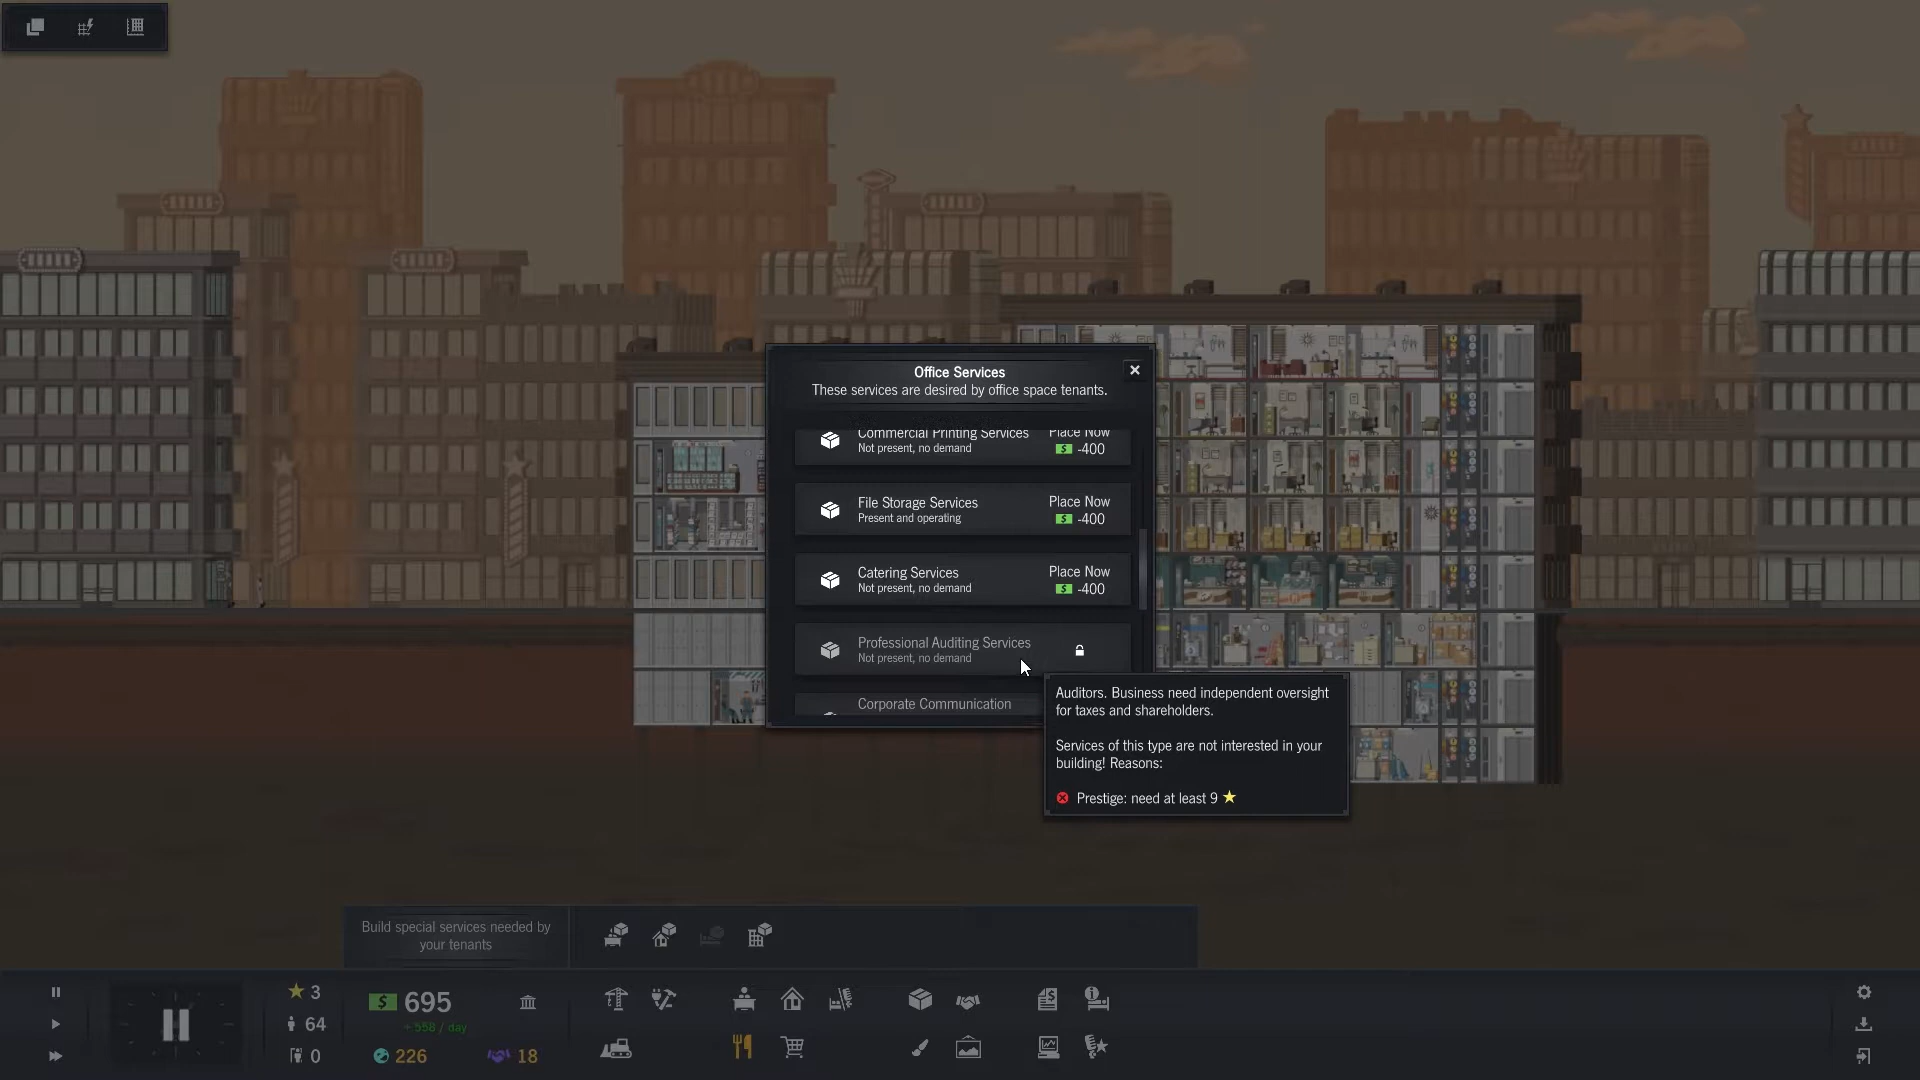 Office Services
These services are desired by office space tenants.
Commercial Printing Services
Place Now
Not present, no demand
$ -400
File Storage Services
Place Now
Present and operating
$ -400
Catering Services
Place Now
Not present, no demand
$ -400
Professional Auditing Services
Not present, no demand
Corporate Communication
Auditors. Business need independent oversight
for taxes and shareholders.
Services of this type are not interested in your
building! Reasons:
Prestige: need at least 9
Build special services needed by
your tenants
3
$ 695
64
+ 558 / day
0
226
18